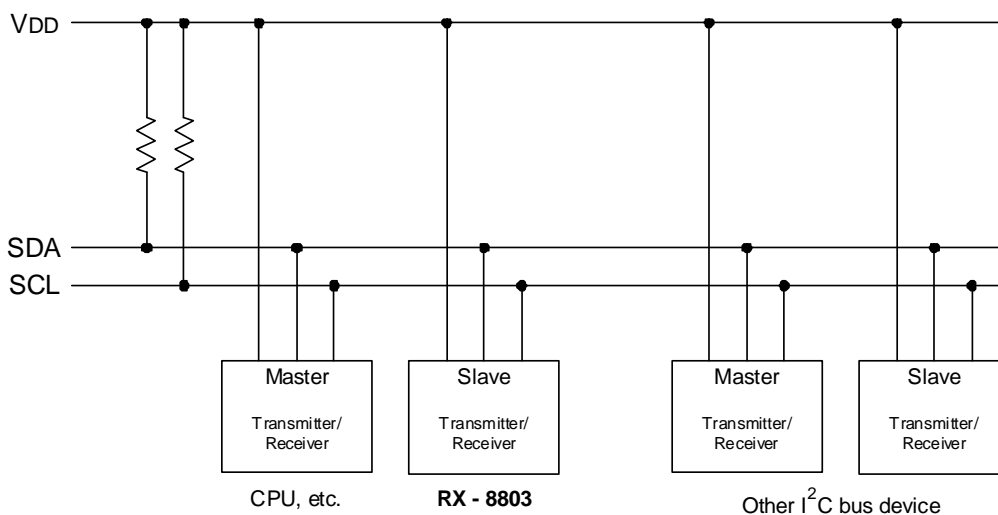 VDD
SDA
SCL
Master
Transmitter/
Receiver
Slave
Transmitter/
Receiver
Master
Transmitter/
Receiver
Slave
Transmitter/
Receiver
CPU, etc.
RX - 8803
Other I²C bus device